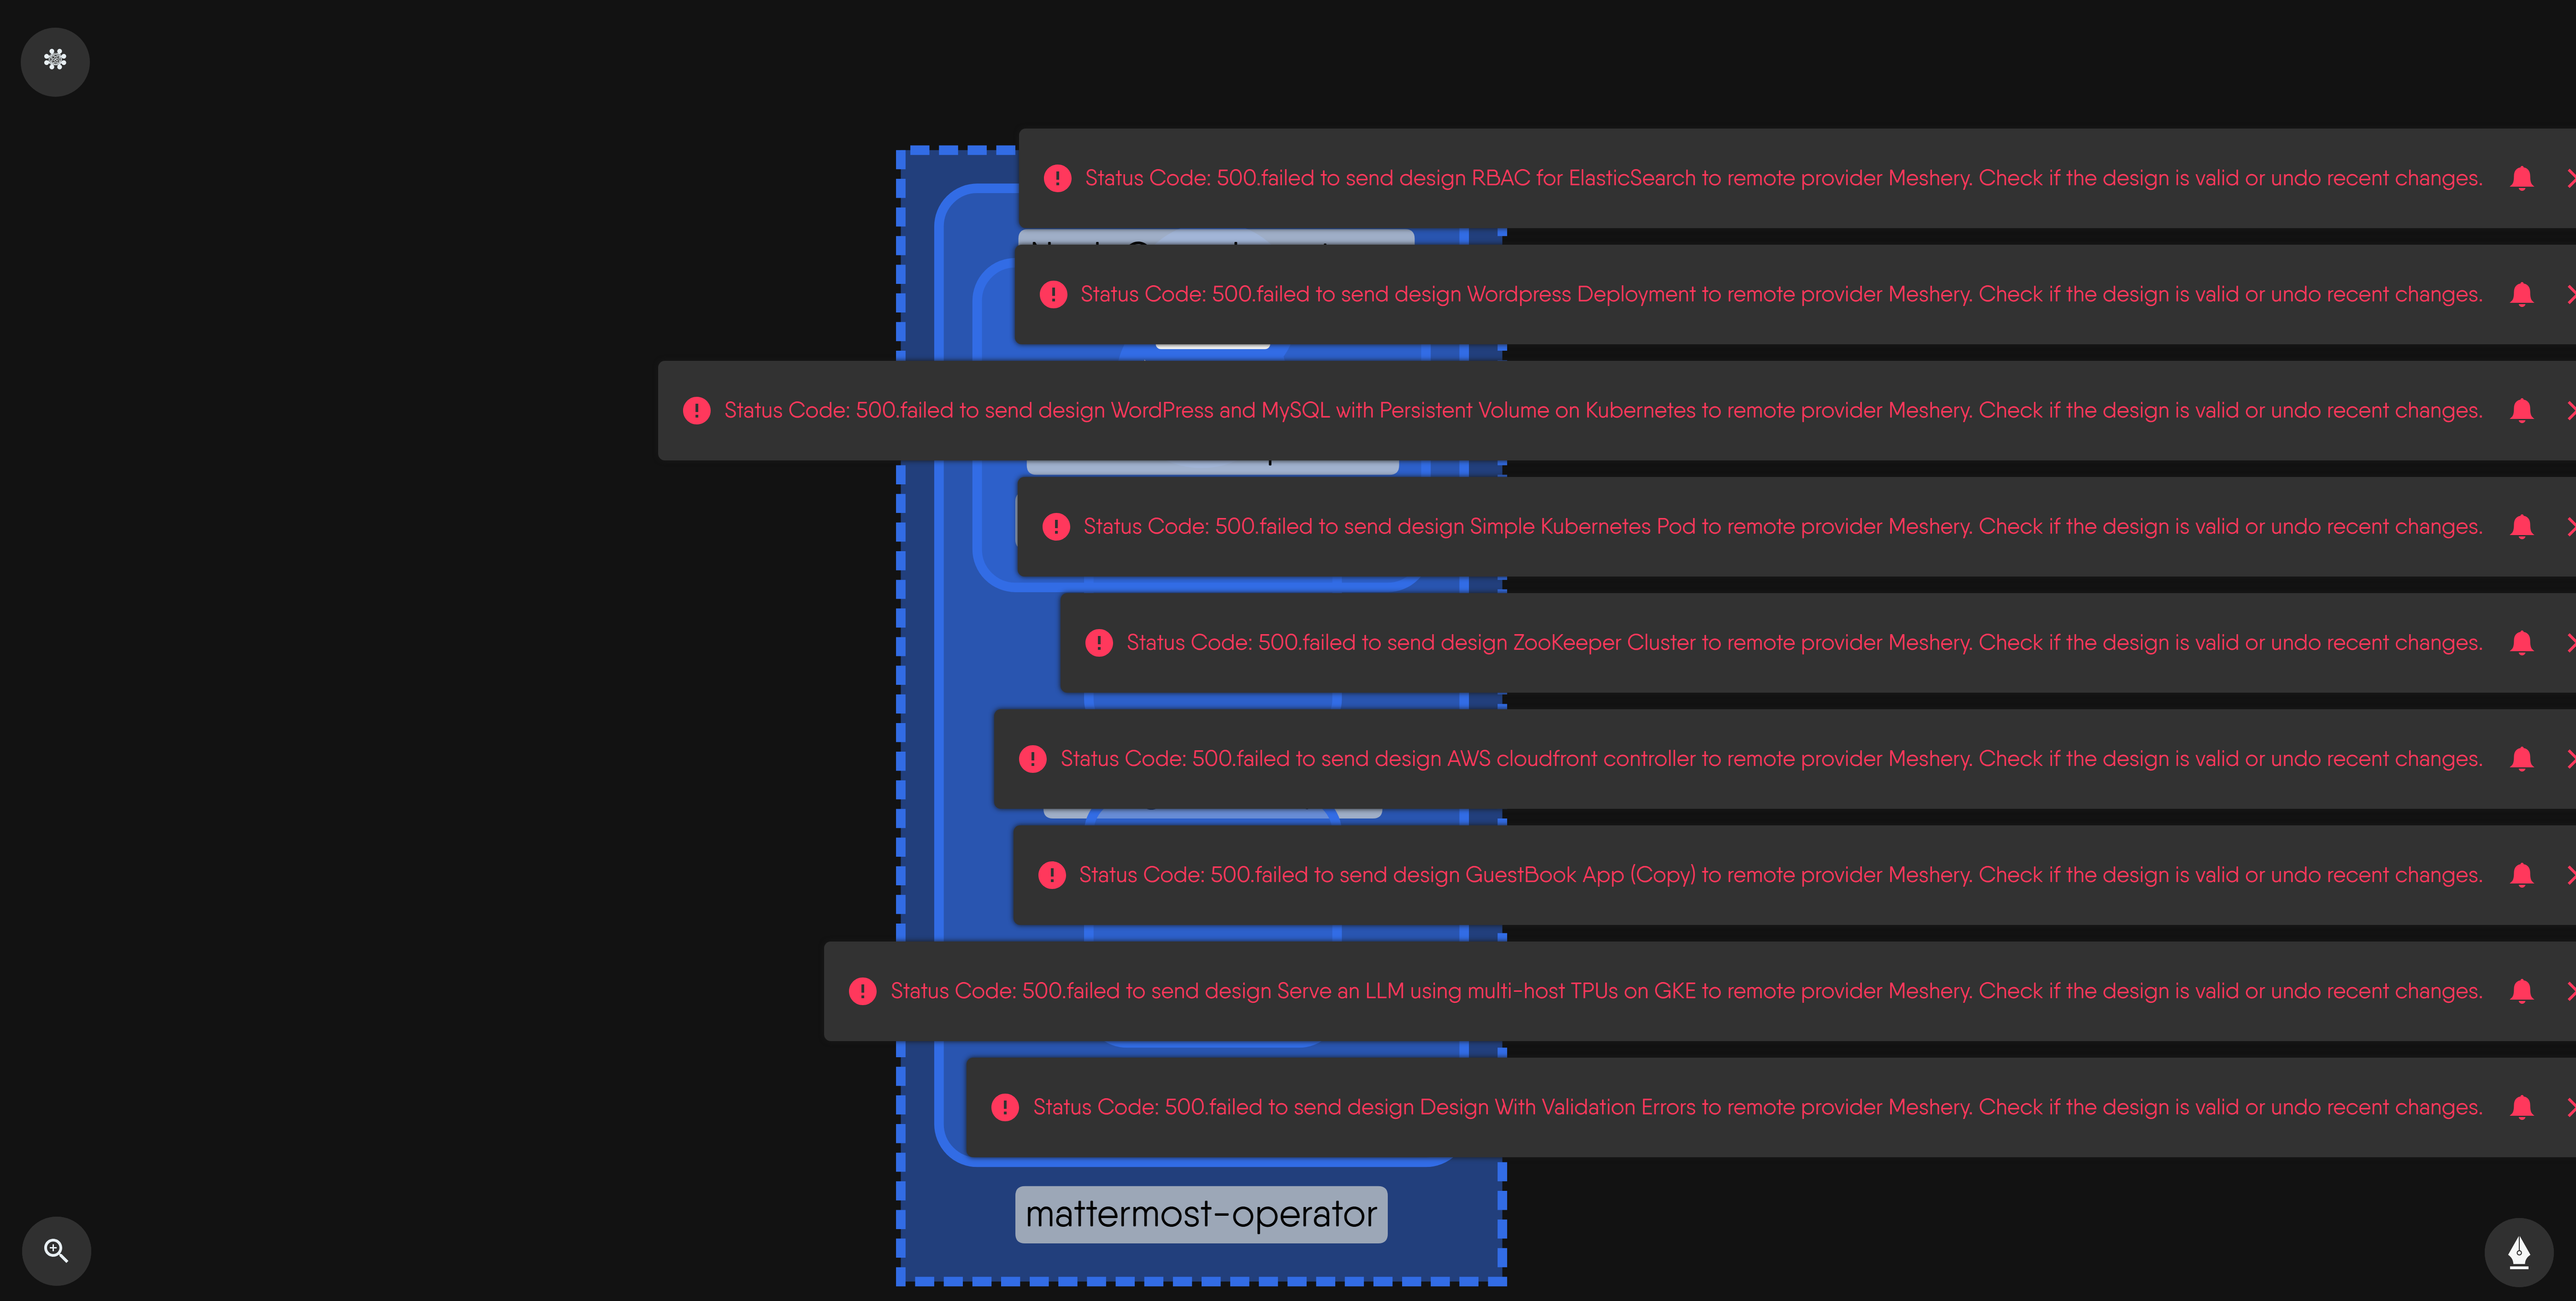 Status Code: 500.failed to send design RBAC for ElasticSearch to remote provider Meshery. Check if the design is valid or undo recent changes.
Status Code: 500.failed to send design Wordpress Deployment to remote provider Meshery. Check if the design is valid or undo recent changes.
Status Code: 500.failed to send design WordPress and MySQL with Persistent Volume on Kubernetes to remote provider Meshery. Check if the design is valid or undo recent changes.
Status Code: 500.failed to send design Simple Kubernetes Pod to remote provider Meshery. Check if the design is valid or undo recent changes.
Status Code: 500.failed to send design ZooKeeper Cluster to remote provider Meshery. Check if the design is valid or undo recent changes.
Status Code: 500.failed to send design AWS cloudfront controller to remote provider Meshery. Check if the design is valid or undo recent changes.
Status Code: 500.failed to send design GuestBook App (Copy) to remote provider Meshery. Check if the design is valid or undo recent changes.
Status Code: 500.failed to send design Serve an LLM using multi-host TPUs on GKE to remote provider Meshery. Check if the design is valid or undo recent changes.
Status Code: 500.failed to send design Design With Validation Errors to remote provider Meshery. Check if the design is valid or undo recent changes.
mattermost-operator